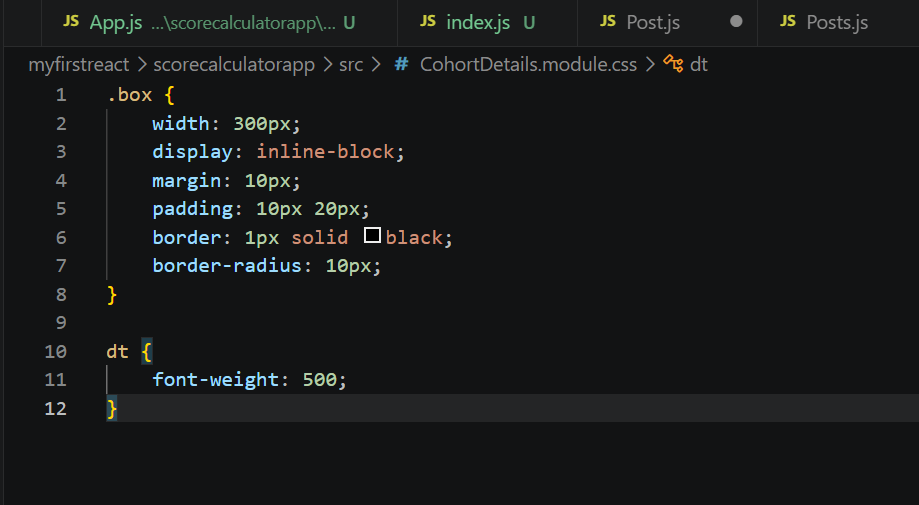 JS App.js ...\scorecalculatorapp\... U JS index.js U JS Post.js JS Posts.js
myfirstreact > scorecalculatorapp > src > # CohortDetails.module.css > dt
1 .box {
2 width: 300px;
3 display: inline-block;
4 margin: 10px;
5 padding: 10px 20px;
6 border: 1px solid black;
7 border-radius: 10px;
8 }
9
10 dt {
11 font-weight: 500;
12 }